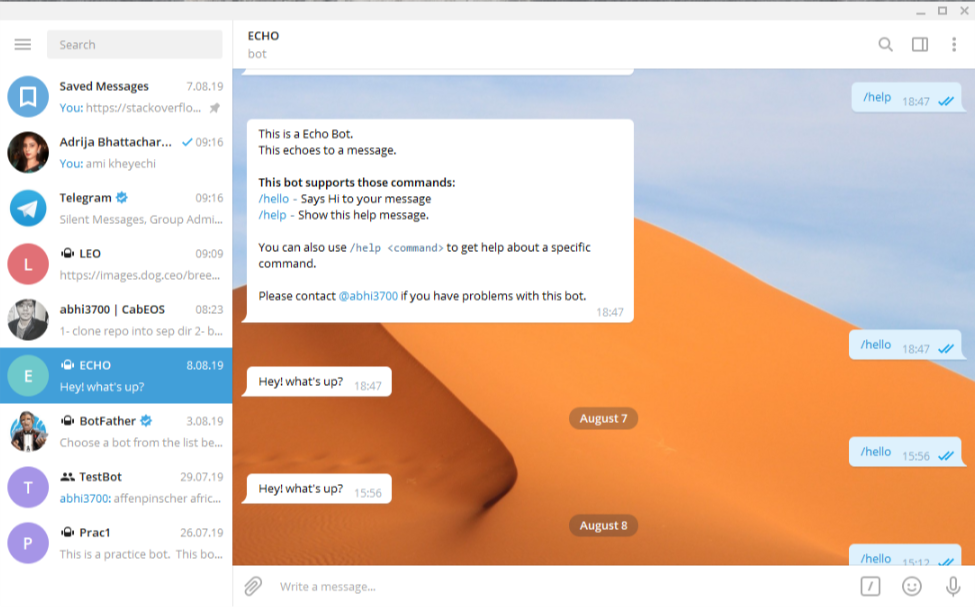 Search
Saved Messages 7.08.19
You: https://stackoverflo...
Adrija Bhattachar... 09:16
You: ami kheyechi
Telegram 09:16
Silent Messages, Group Admi...
L
LEO 09:09
https://images.dog.ceo/bree...
abhi3700 | CabEOS 08:23
1- clone repo into sep dir 2- b...
E
ECHO 8.08.19
Hey! what's up?
BotFather 3.08.19
Choose a bot from the list be...
T
TestBot 29.07.19
abhi3700: affenpinscher afric...
P
Prac1 26.07.19
This is a practice bot. This bo...
ECHO
bot
/help 18:47
This is a Echo Bot.
This echoes to a message.
This bot supports those commands:
/hello - Says Hi to your message
/help - Show this help message.
You can also use /help <command> to get help about a specific
command.
Please contact @abhi3700 if you have problems with this bot.
18:47
/hello 18:47
Hey! what's up? 18:47
August 7
/hello 15:56
Hey! what's up? 15:56
August 8
/hello 15:12
Write a message...